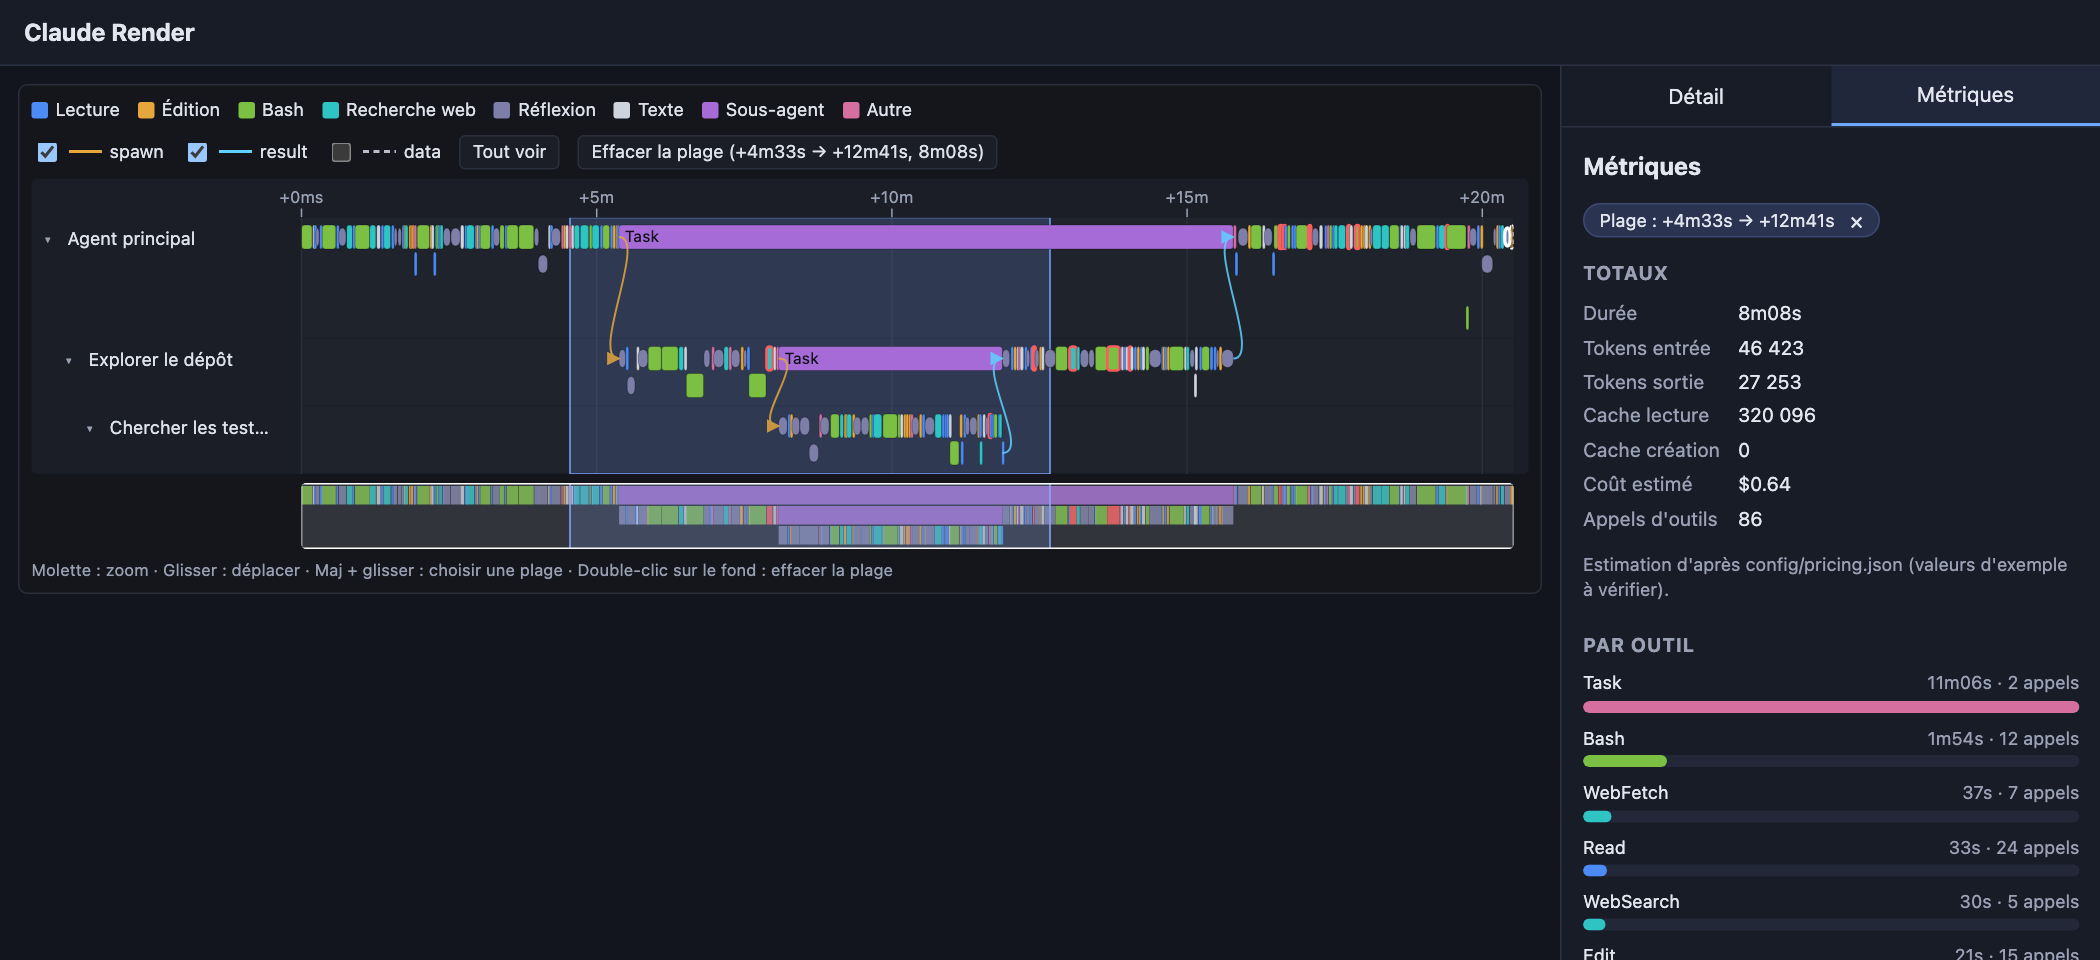 Claude Render
Lecture Édition Bash Recherche web Réflexion Texte Sous-agent Autre
spawn result data Tout voir Effacer la plage (+4m33s → +12m41s, 8m08s)
+0ms +5m +10m +15m +20m
Agent principal
Task
Explorer le dépôt
Task
Chercher les test...
Molette : zoom · Glisser : déplacer · Maj + glisser : choisir une plage · Double-clic sur le fond : effacer la plage
Détail Métriques
Métriques
Plage : +4m33s → +12m41s ×
TOTAUX
Durée 8m08s
Tokens entrée 46 423
Tokens sortie 27 253
Cache lecture 320 096
Cache création 0
Coût estimé $0.64
Appels d'outils 86
Estimation d'après config/pricing.json (valeurs d'exemple
à vérifier).
PAR OUTIL
Task 11m06s · 2 appels
Bash 1m54s · 12 appels
WebFetch 37s · 7 appels
Read 33s · 24 appels
WebSearch 30s · 5 appels
Edit 21s · 15 appels